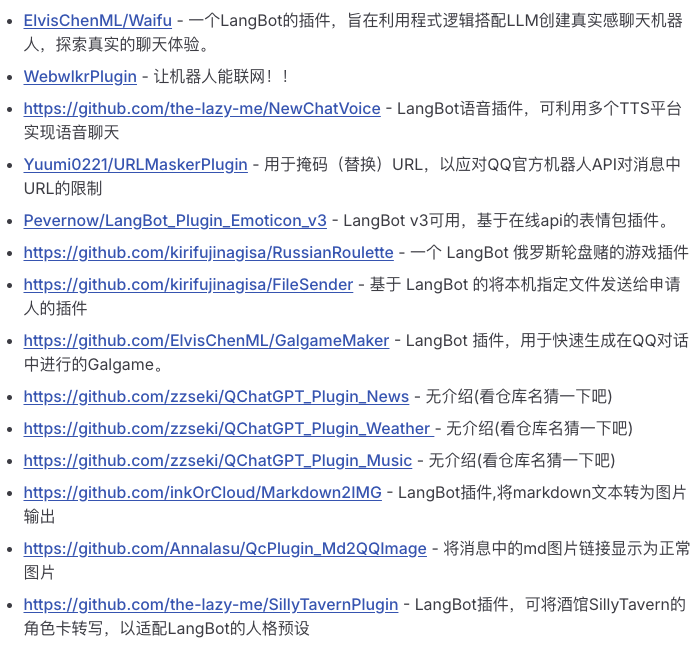 ElvisChenML/Waifu - 一个LangBot的插件，旨在利用程式逻辑搭配LLM创建真实感聊天机器
人，探索真实的聊天体验。
WebwlkrPlugin - 让机器人能联网！！
https://github.com/the-lazy-me/NewChatVoice - LangBot语音插件，可利用多个TTS平台
实现语音聊天
Yuumi0221/URLMaskerPlugin - 用于掩码（替换）URL，以应对QQ官方机器人API对消息中
URL的限制
Pevernow/LangBot_Plugin_Emoticon_v3 - LangBot v3可用，基于在线api的表情包插件。
https://github.com/kirifujinagisa/RussianRoulette - 一个 LangBot 俄罗斯轮盘赌的游戏插件
https://github.com/kirifujinagisa/FileSender - 基于 LangBot 的将本机指定文件发送给申请
人的插件
https://github.com/ElvisChenML/GalgameMaker - LangBot 插件，用于快速生成在QQ对话
中进行的Galgame。
https://github.com/zzseki/QChatGPT_Plugin_News - 无介绍(看仓库名猜一下吧)
https://github.com/zzseki/QChatGPT_Plugin_Weather - 无介绍(看仓库名猜一下吧)
https://github.com/zzseki/QChatGPT_Plugin_Music - 无介绍(看仓库名猜一下吧)
https://github.com/inkOrCloud/Markdown2IMG - LangBot插件,将markdown文本转为图片
输出
https://github.com/Annalasu/QcPlugin_Md2QQImage - 将消息中的md图片链接显示为正常
图片
https://github.com/the-lazy-me/SillyTavernPlugin - LangBot插件，可将酒馆SillyTavern的
角色卡转写，以适配LangBot的人格预设